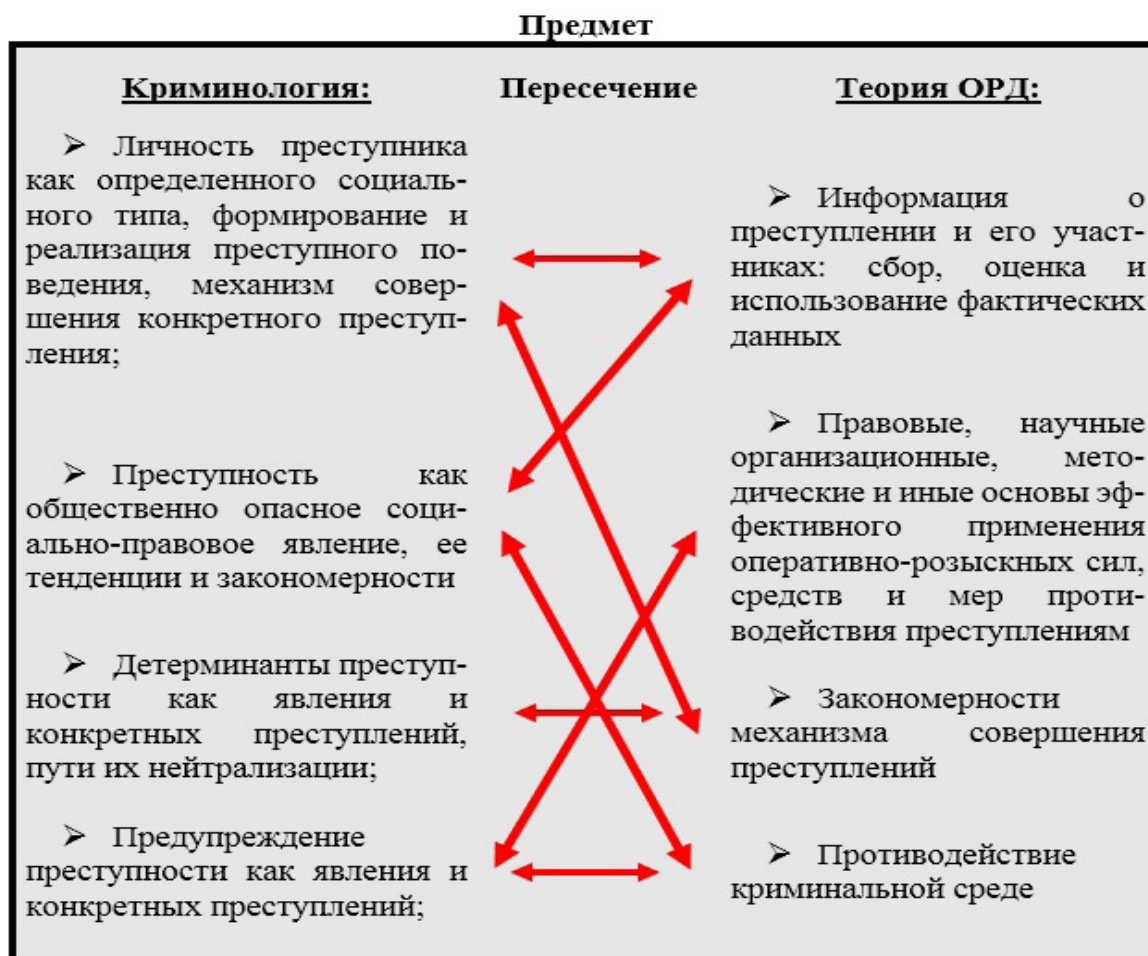 Предмет
Криминология:
Пересечение
Теория ОРД:
➢ Личность преступника
как определенного социаль-
ного типа, формирование и
реализация преступного по-
ведения, механизм совер-
шения конкретного преступ-
ления;
➢ Преступность как
общественно опасное соци-
ально-правовое явление, ее
тенденции и закономерности
➢ Детерминанты преступ-
ности как явления и
конкретных преступлений,
пути их нейтрализации;
➢ Предупреждение
преступности как явления и
конкретных преступлений;
➢ Информация о
преступлении и его участ-
никах: сбор, оценка и
использование фактических
данных
➢ Правовые, научные
организационные, мето-
дические и иные основы эф-
фективного применения
оперативно-розыскных сил,
средств и мер проти-
водействия преступлениям
➢ Закономерности
механизма совершения
преступлений
➢ Противодействие
криминальной среде